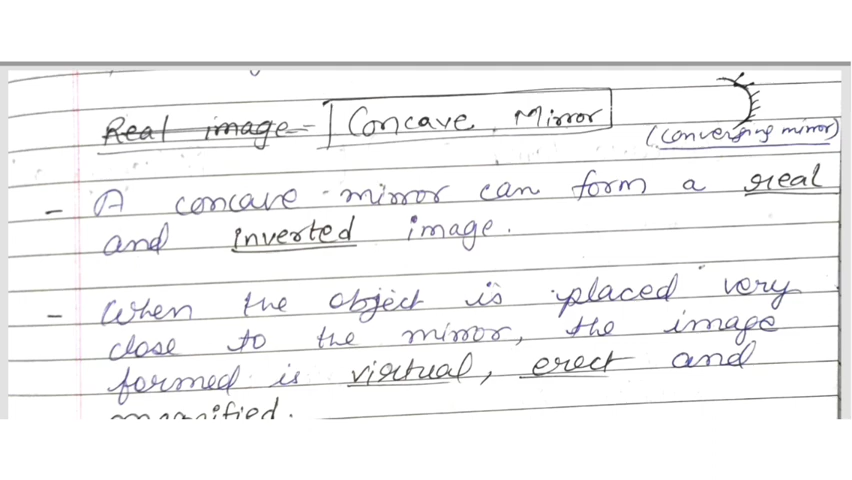 Real image - Concave Mirror
(converging mirror)
- A concave mirror can form a real
and inverted image.
- When the object is placed very
close to the mirror, the image
formed is virtual, erect and
magnified.